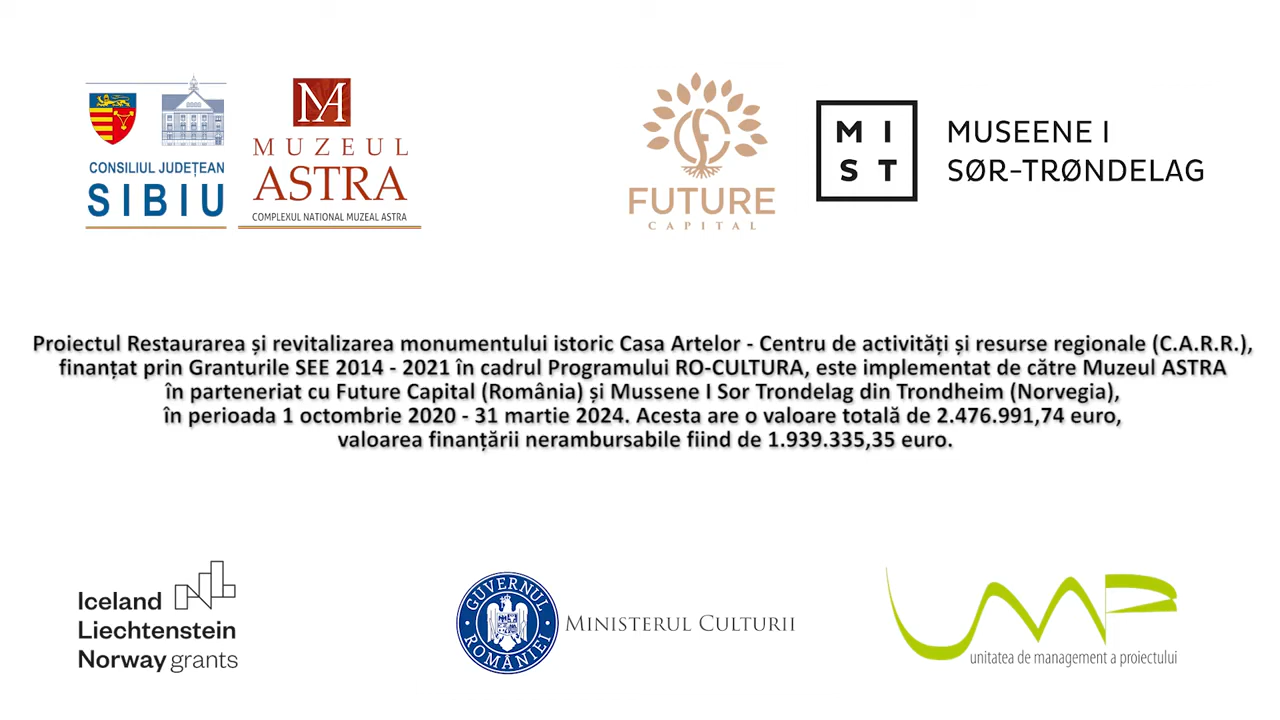 CONSILIUL JUDEȚEAN
SIBIU
MA
MUZEUL
ASTRA
COMPLEXUL NATIONAL MUZEAL ASTRA
FUTURE
CAPITAL
MI
ST
MUSEENE I
SØR-TRØNDELAG
Proiectul Restaurarea și revitalizarea monumentului istoric Casa Artelor - Centru de activități și resurse regionale (C.A.R.R.),
finanțat prin Granturile SEE 2014 - 2021 în cadrul Programului RO-CULTURA, este implementat de către Muzeul ASTRA
în parteneriat cu Future Capital (România) și Mussene I Sor Trondelag din Trondheim (Norvegia),
în perioada 1 octombrie 2020 - 31 martie 2024. Acesta are o valoare totală de 2.476.991,74 euro,
valoarea finanțării nerambursabile fiind de 1.939.335,35 euro.
Iceland
Liechtenstein
Norway grants
GUVERNUL ROMÂNIEI
MINISTERUL CULTURII
UMP
unitatea de management a proiectului